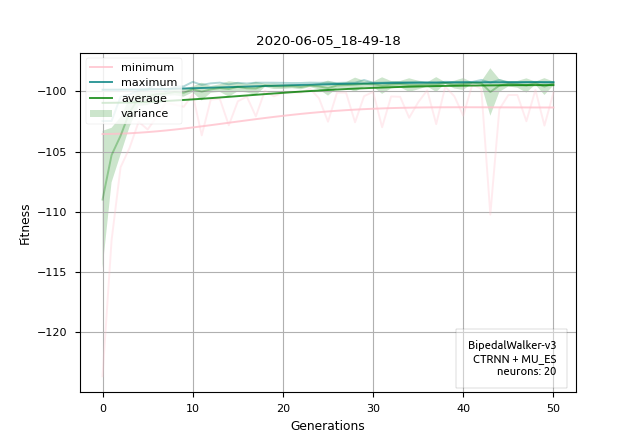 2020-06-05_18-49-18
minimum
maximum
average
variance
−100
−105
−110
−115
−120
Fitness
BipedalWalker-v3
CTRNN + MU_ES
neurons: 20
0 10 20 30 40 50
Generations